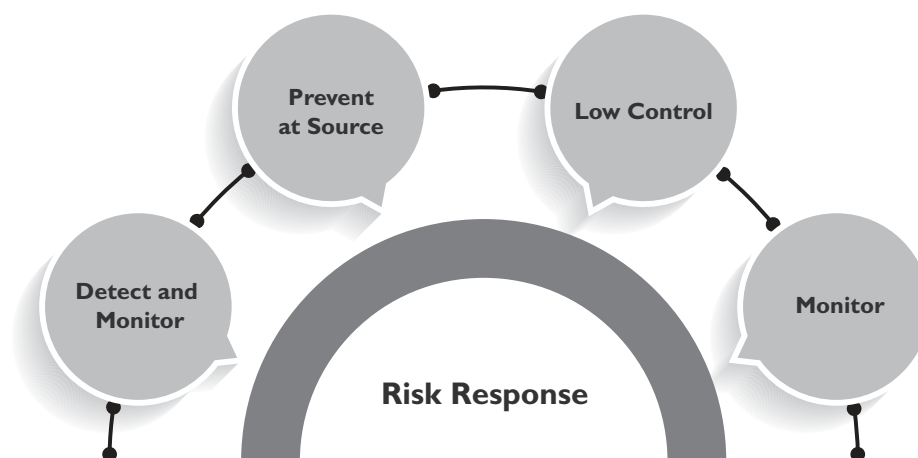 Prevent
at Source
Low Control
Detect and
Monitor
Monitor
Risk Response